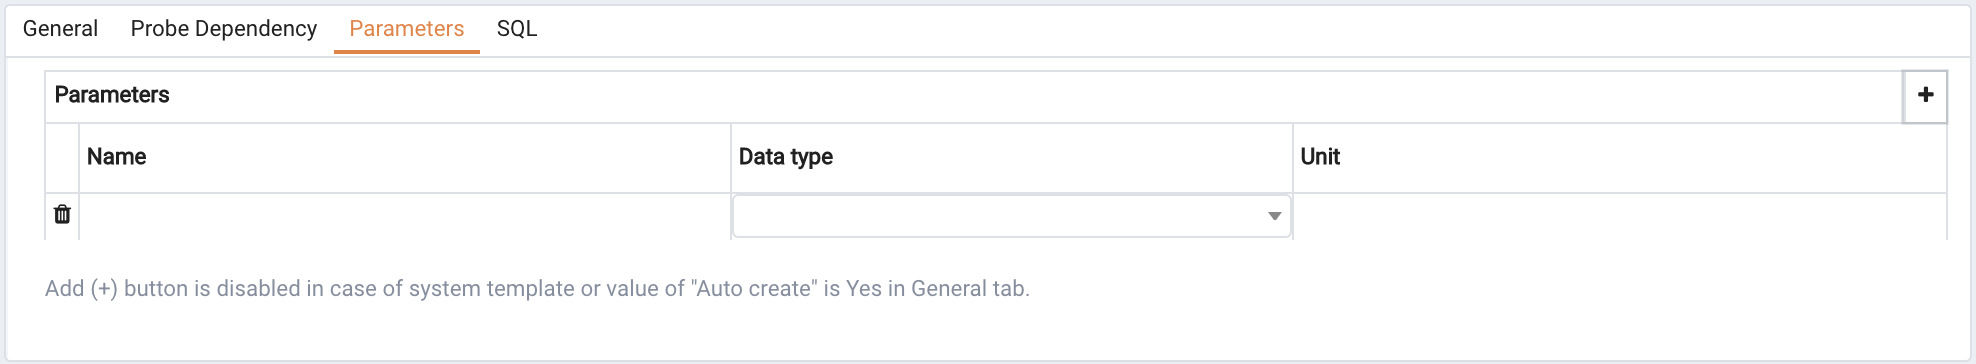 General Probe Dependency Parameters SQL
Parameters
Name Data type Unit
Add (+) button is disabled in case of system template or value of "Auto create" is Yes in General tab.